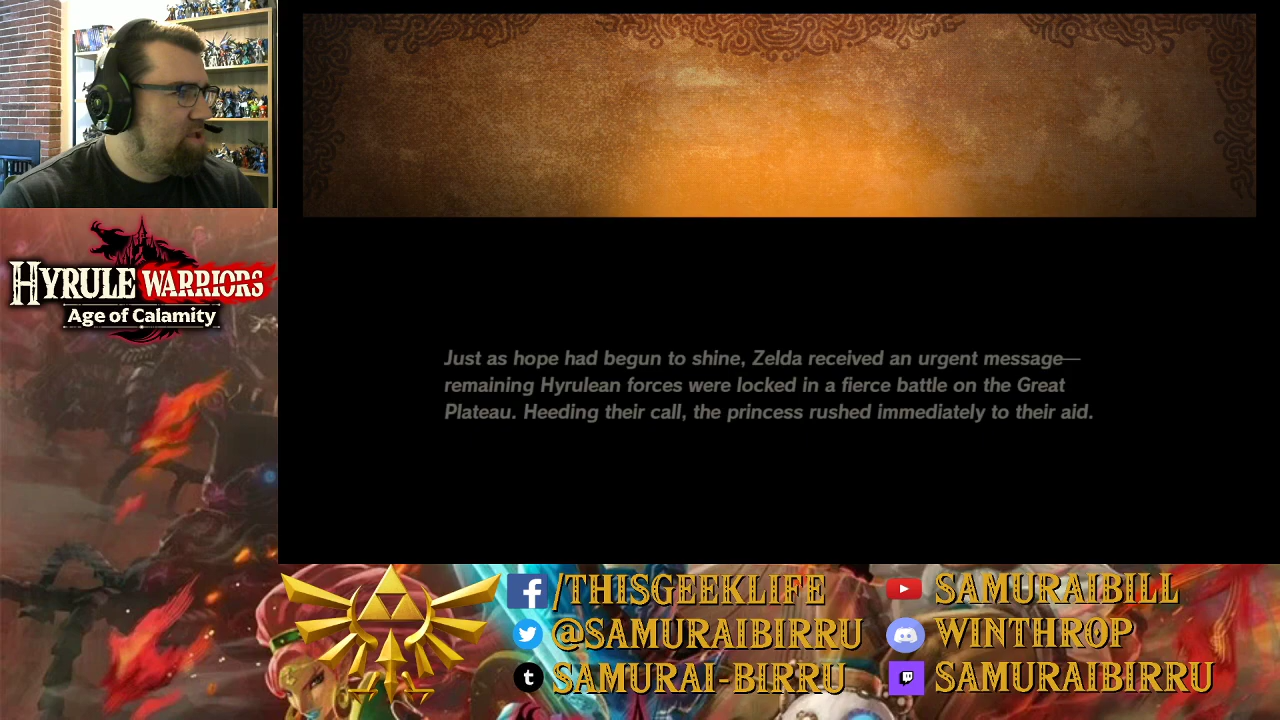 HYRULE WARRIORS
Age of Calamity
Just as hope had begun to shine, Zelda received an urgent message—
remaining Hyrulean forces were locked in a fierce battle on the Great
Plateau. Heeding their call, the princess rushed immediately to their aid.
/THISGEEKLIFE
@SAMURAIBIRRU
SAMURAI-BIRRU
SAMURAIBILL
WINTHROP
SAMURAIBIRRU